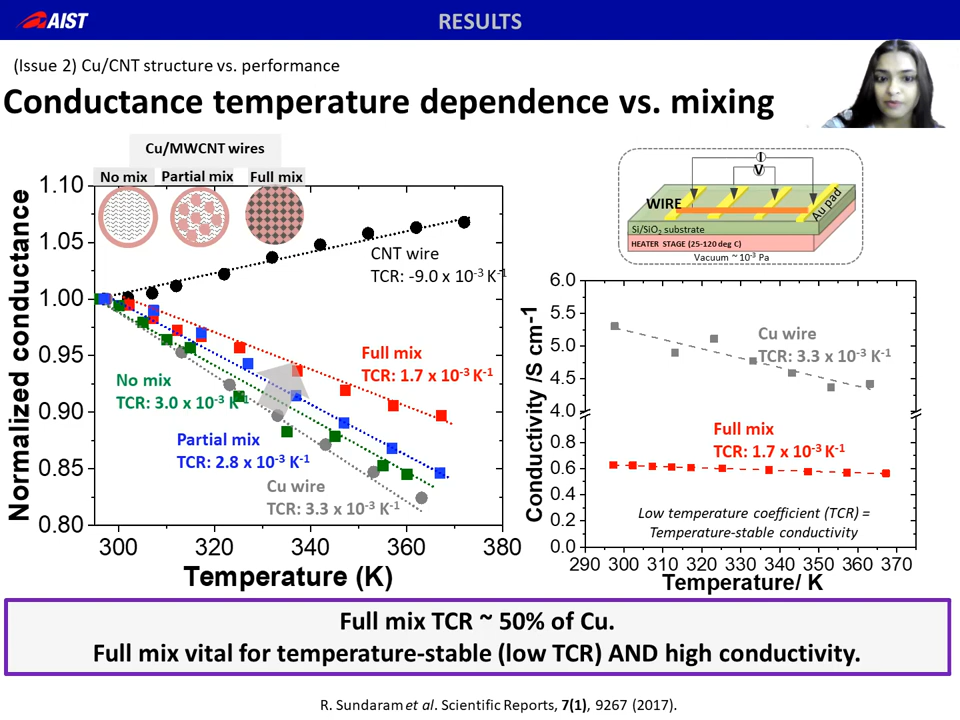 AIST
RESULTS
(Issue 2) Cu/CNT structure vs. performance
Conductance temperature dependence vs. mixing
Cu/MWCNT wires
No mix Partial mix Full mix
Normalized conductance
1.10
1.05
1.00
0.95
0.90
0.85
0.80
300 320 340 360 380
Temperature (K)
CNT wire
TCR: -9.0 x 10-3 K-1
Full mix
TCR: 1.7 x 10-3 K-1
No mix
TCR: 3.0 x 10-3 K-1
Partial mix
TCR: 2.8 x 10-3 K-1
Cu wire
TCR: 3.3 x 10-3 K-1
I
V
WIRE
Au pad
Si/SiO2 substrate
HEATER STAGE (25-120 deg C)
Vacuum ~ 10-3 Pa
Conductivity /S cm-1
6.0
5.5
5.0
4.5
4.0
0.8
0.6
0.4
0.2
0.0
290 300 310 320 330 340 350 360 370
Temperature/ K
Cu wire
TCR: 3.3 x 10-3 K-1
Full mix
TCR: 1.7 x 10-3 K-1
Low temperature coefficient (TCR) =
Temperature-stable conductivity
Full mix TCR ~ 50% of Cu.
Full mix vital for temperature-stable (low TCR) AND high conductivity.
R. Sundaram et al. Scientific Reports, 7(1), 9267 (2017).